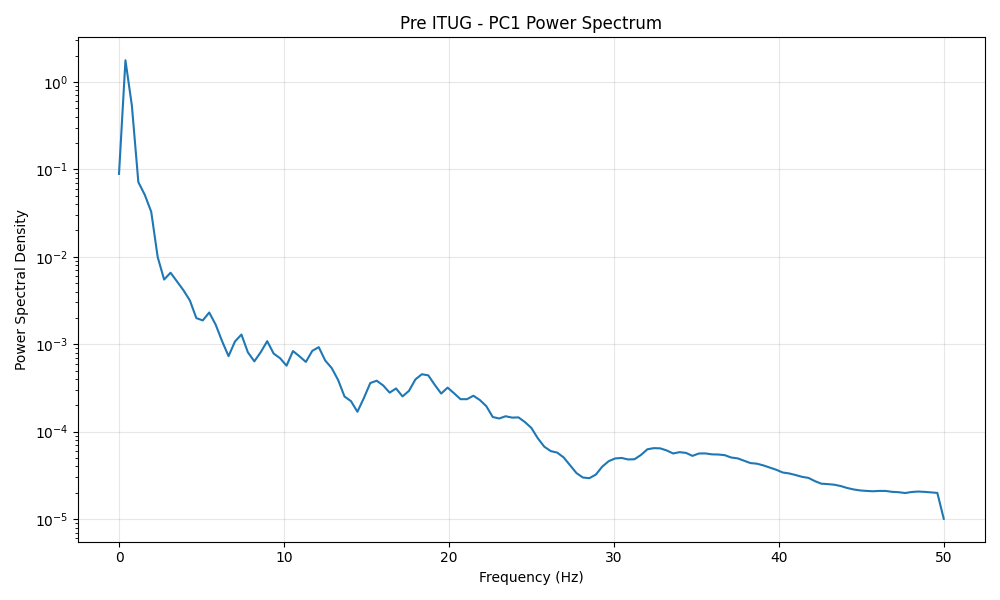 Pre ITUG - PC1 Power Spectrum
Power Spectral Density
10⁰
10⁻¹
10⁻²
10⁻³
10⁻⁴
10⁻⁵
0 10 20 30 40 50
Frequency (Hz)